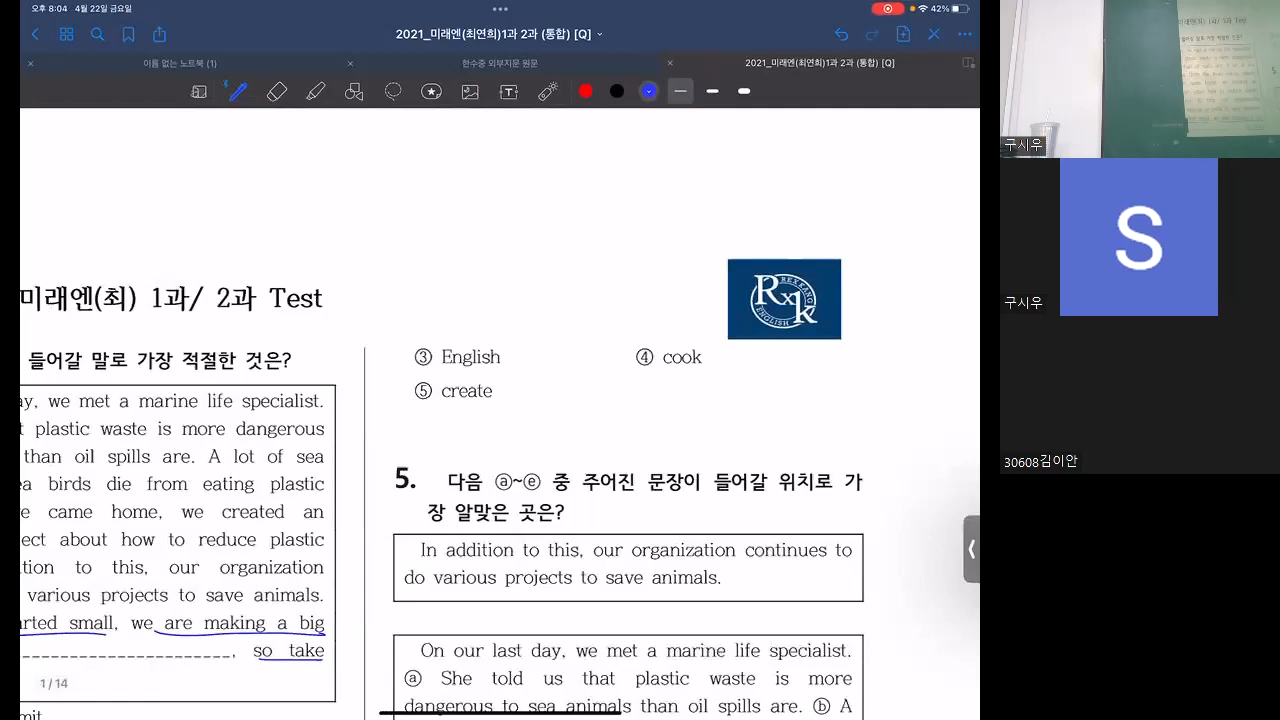 오후 8:04 4월 22일 금요일
42%
2021_미래엔(최연희)1과 2과 (통합) [Q]
이름 없는 노트북 (1)
한수중 외부지문 원문
2021_미래엔(최연희)1과 2과 (통합) [Q]
미래엔(최) 1과/ 2과 Test
REX KANG
RxK
ENGLISH
들어갈 말로 가장 적절한 것은?
ay, we met a marine life specialist.
t plastic waste is more dangerous
than oil spills are. A lot of sea
ea birds die from eating plastic
e came home, we created an
ect about how to reduce plastic
tion to this, our organization
various projects to save animals.
arted small, we are making a big
________________________, so take
1/14
mit
③ English ④ cook
⑤ create
5. 다음 ⓐ~ⓔ 중 주어진 문장이 들어갈 위치로 가
장 알맞은 곳은?
In addition to this, our organization continues to
do various projects to save animals.
On our last day, we met a marine life specialist.
ⓐ She told us that plastic waste is more
dangerous to sea animals than oil spills are. ⓑ A
구시우
S
구시우
30608김이안